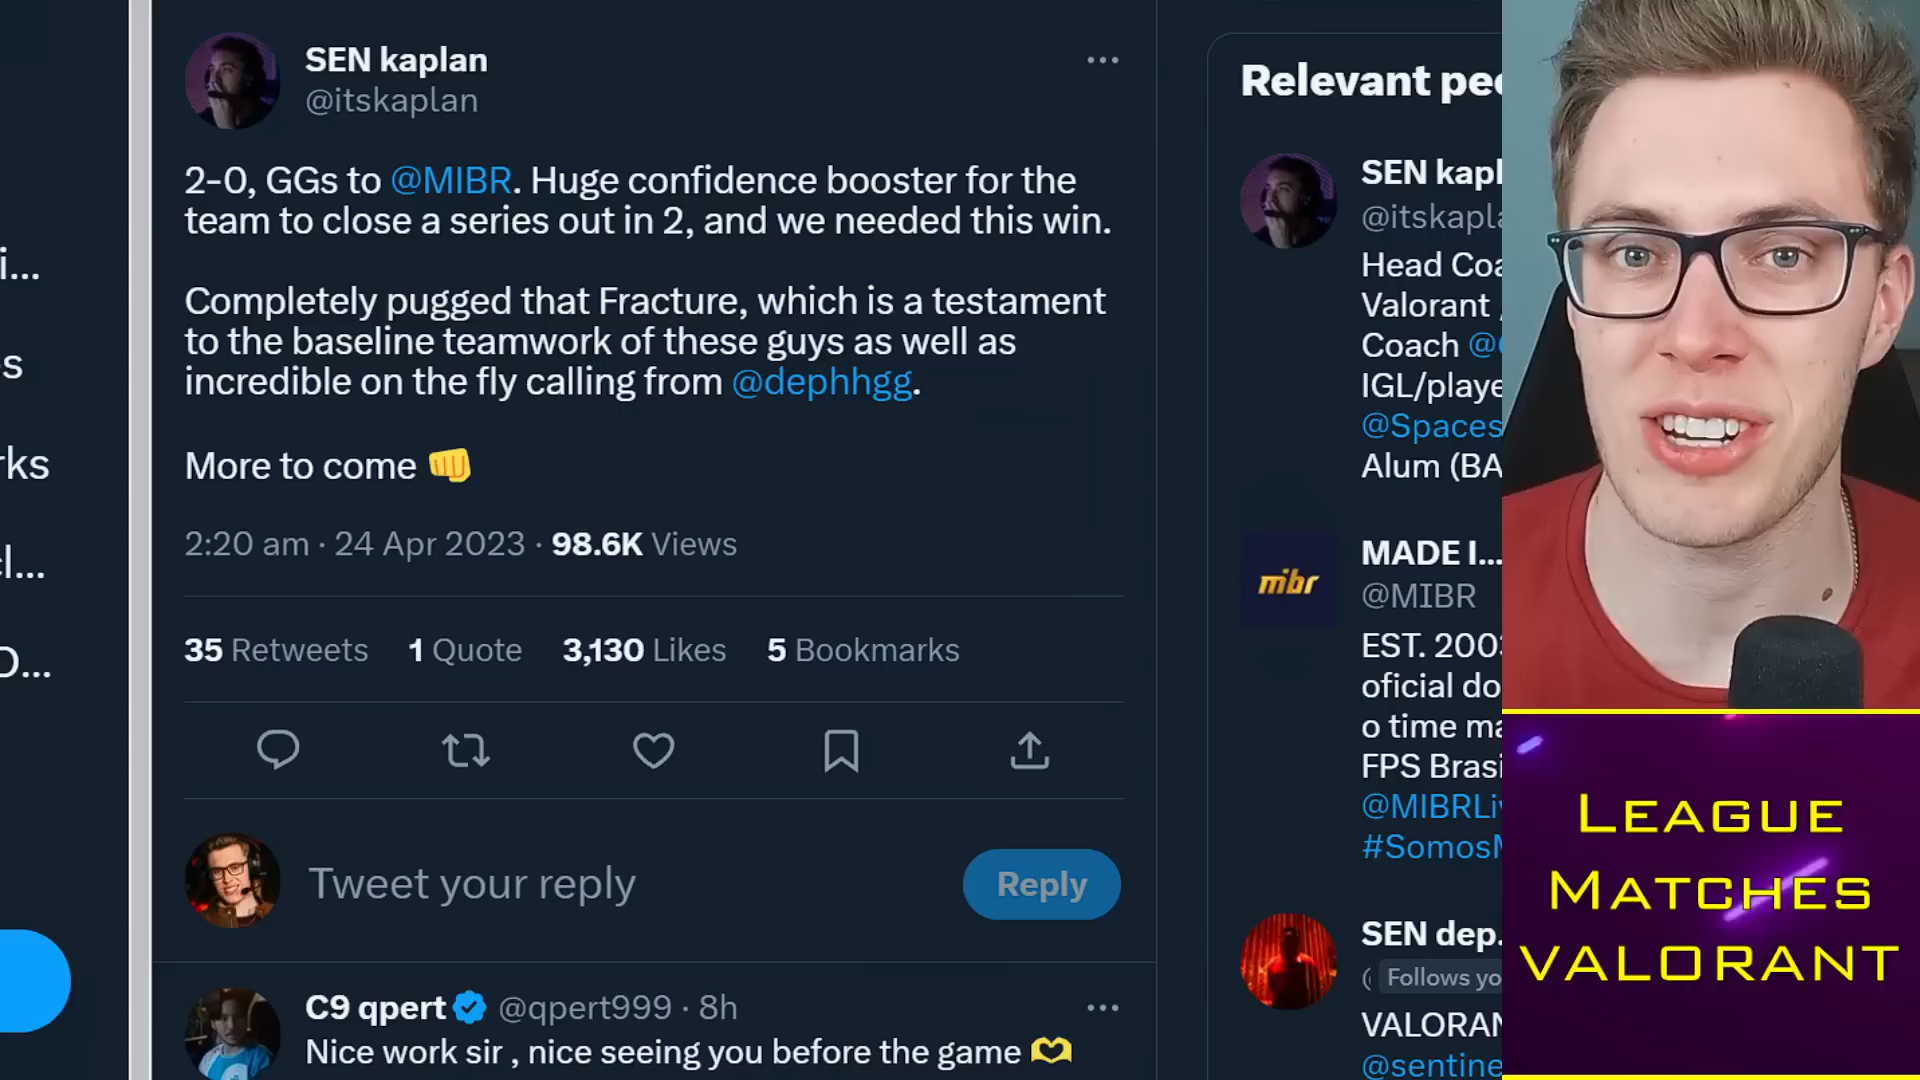 SEN kaplan
@itskaplan
2-0, GGs to @MIBR. Huge confidence booster for the
team to close a series out in 2, and we needed this win.
Completely pugged that Fracture, which is a testament
to the baseline teamwork of these guys as well as
incredible on the fly calling from @dephhgg.
More to come 👊
2:20 am · 24 Apr 2023 · 98.6K Views
35 Retweets 1 Quote 3,130 Likes 5 Bookmarks
Tweet your reply
Reply
C9 qpert @qpert999 · 8h
Nice work sir , nice seeing you before the game 🫶
i...
s
rks
cl...
D...
Relevant pe
SEN kapl
@itskapla
Head Coa
Valorant
Coach @
IGL/playe
@Spaces
Alum (BA
MADE I...
@MIBR
EST. 200
oficial do
o time ma
FPS Brasi
@MIBRLi
#Somos
SEN dep.
Follows yo
VALORAN
@sentine
mibr
LEAGUE
MATCHES
VALORANT